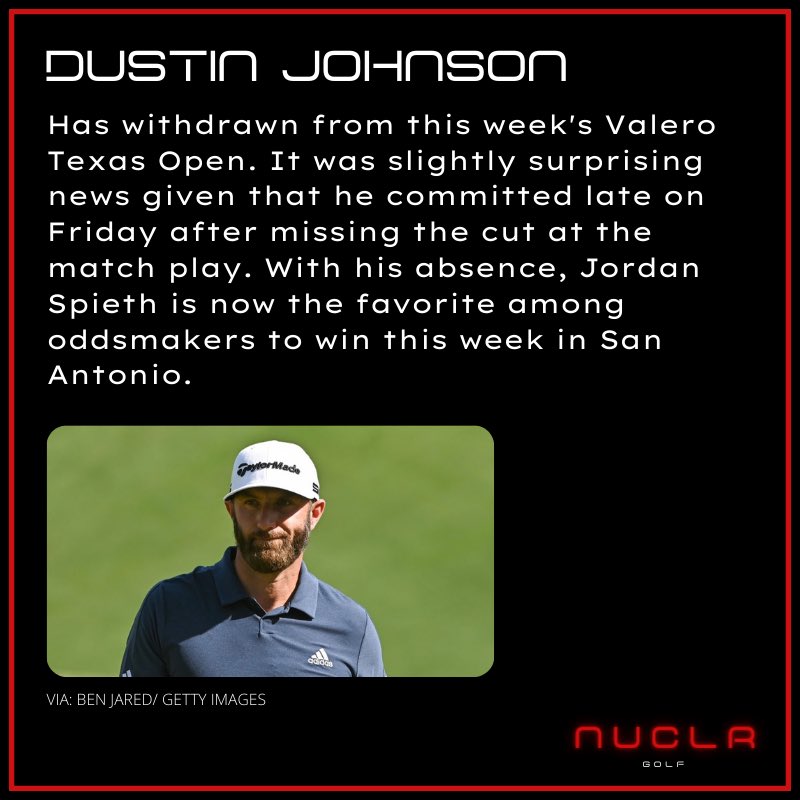 DUSTIN JOHNSON
Has withdrawn from this week's Valero
Texas Open. It was slightly surprising
news given that he committed late on
Friday after missing the cut at the
match play. With his absence, Jordan
Spieth is now the favorite among
oddsmakers to win this week in San
Antonio.
TaylorMade
adidas
VIA: BEN JARED/ GETTY IMAGES
NUCLR
GOLF